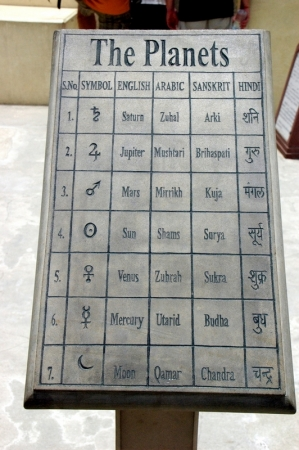 The Planets
S.No. SYMBOL ENGLISH ARABIC SANSKRIT HINDI
1. ♄ Saturn Zuhal Arki शनि
2. ♃ Jupiter Mushtari Brihaspati गुरु
3. ♂ Mars Mirrikh Kuja मंगल
4. ☉ Sun Shams Surya सूर्य
5. ♀ Venus Zuhrah Sukra शुक्र
6. ☿ Mercury Utarid Budha बुध
7. ☾ Moon Qamar Chandra चन्द्र